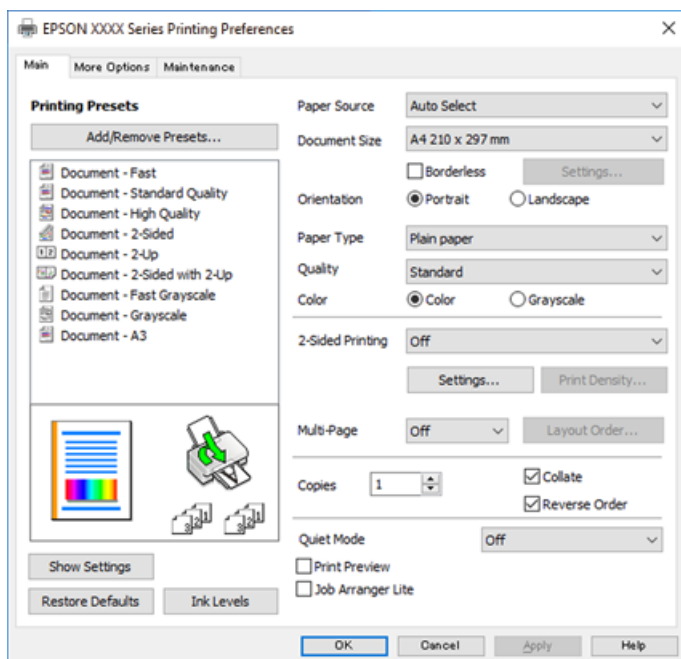 EPSON XXXX Series Printing Preferences
Main
More Options
Maintenance
Printing Presets
Add/Remove Presets...
Document - Fast
Document - Standard Quality
Document - High Quality
Document - 2-Sided
Document - 2-Up
Document - 2-Sided with 2-Up
Document - Fast Grayscale
Document - Grayscale
Document - A3
Show Settings
Restore Defaults
Ink Levels
Paper Source
Auto Select
Document Size
A4 210 x 297 mm
Borderless
Settings...
Orientation
Portrait
Landscape
Paper Type
Plain paper
Quality
Standard
Color
Color
Grayscale
2-Sided Printing
Off
Settings...
Print Density...
Multi-Page
Off
Layout Order...
Copies
1
Collate
Reverse Order
Quiet Mode
Off
Print Preview
Job Arranger Lite
OK
Cancel
Apply
Help